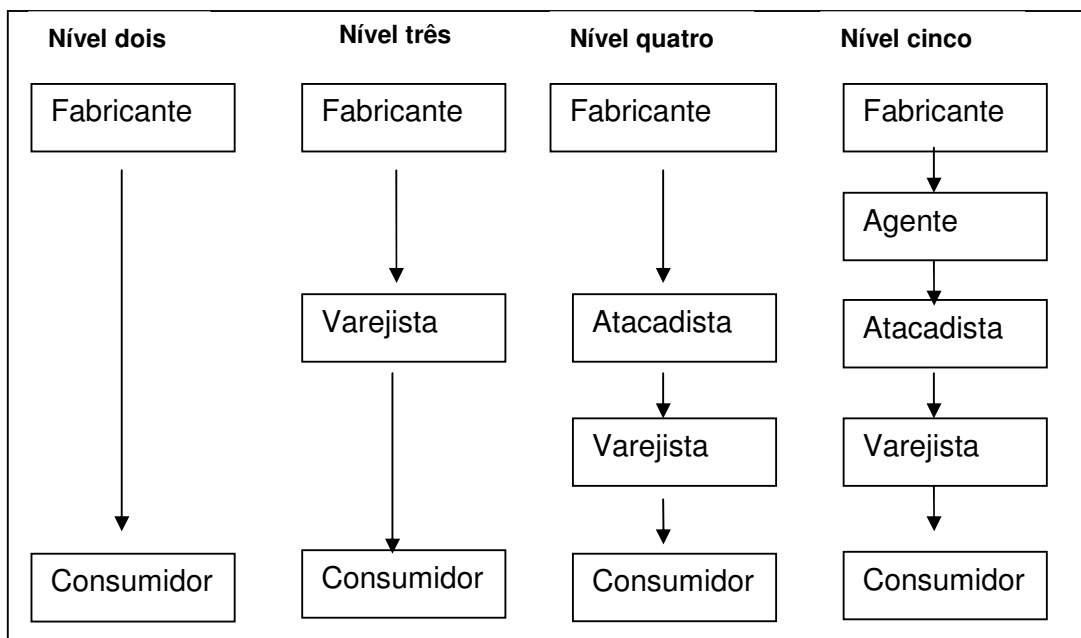 Nível dois
Fabricante
Consumidor
Nível três
Fabricante
Varejista
Consumidor
Nível quatro
Fabricante
Atacadista
Varejista
Consumidor
Nível cinco
Fabricante
Agente
Atacadista
Varejista
Consumidor